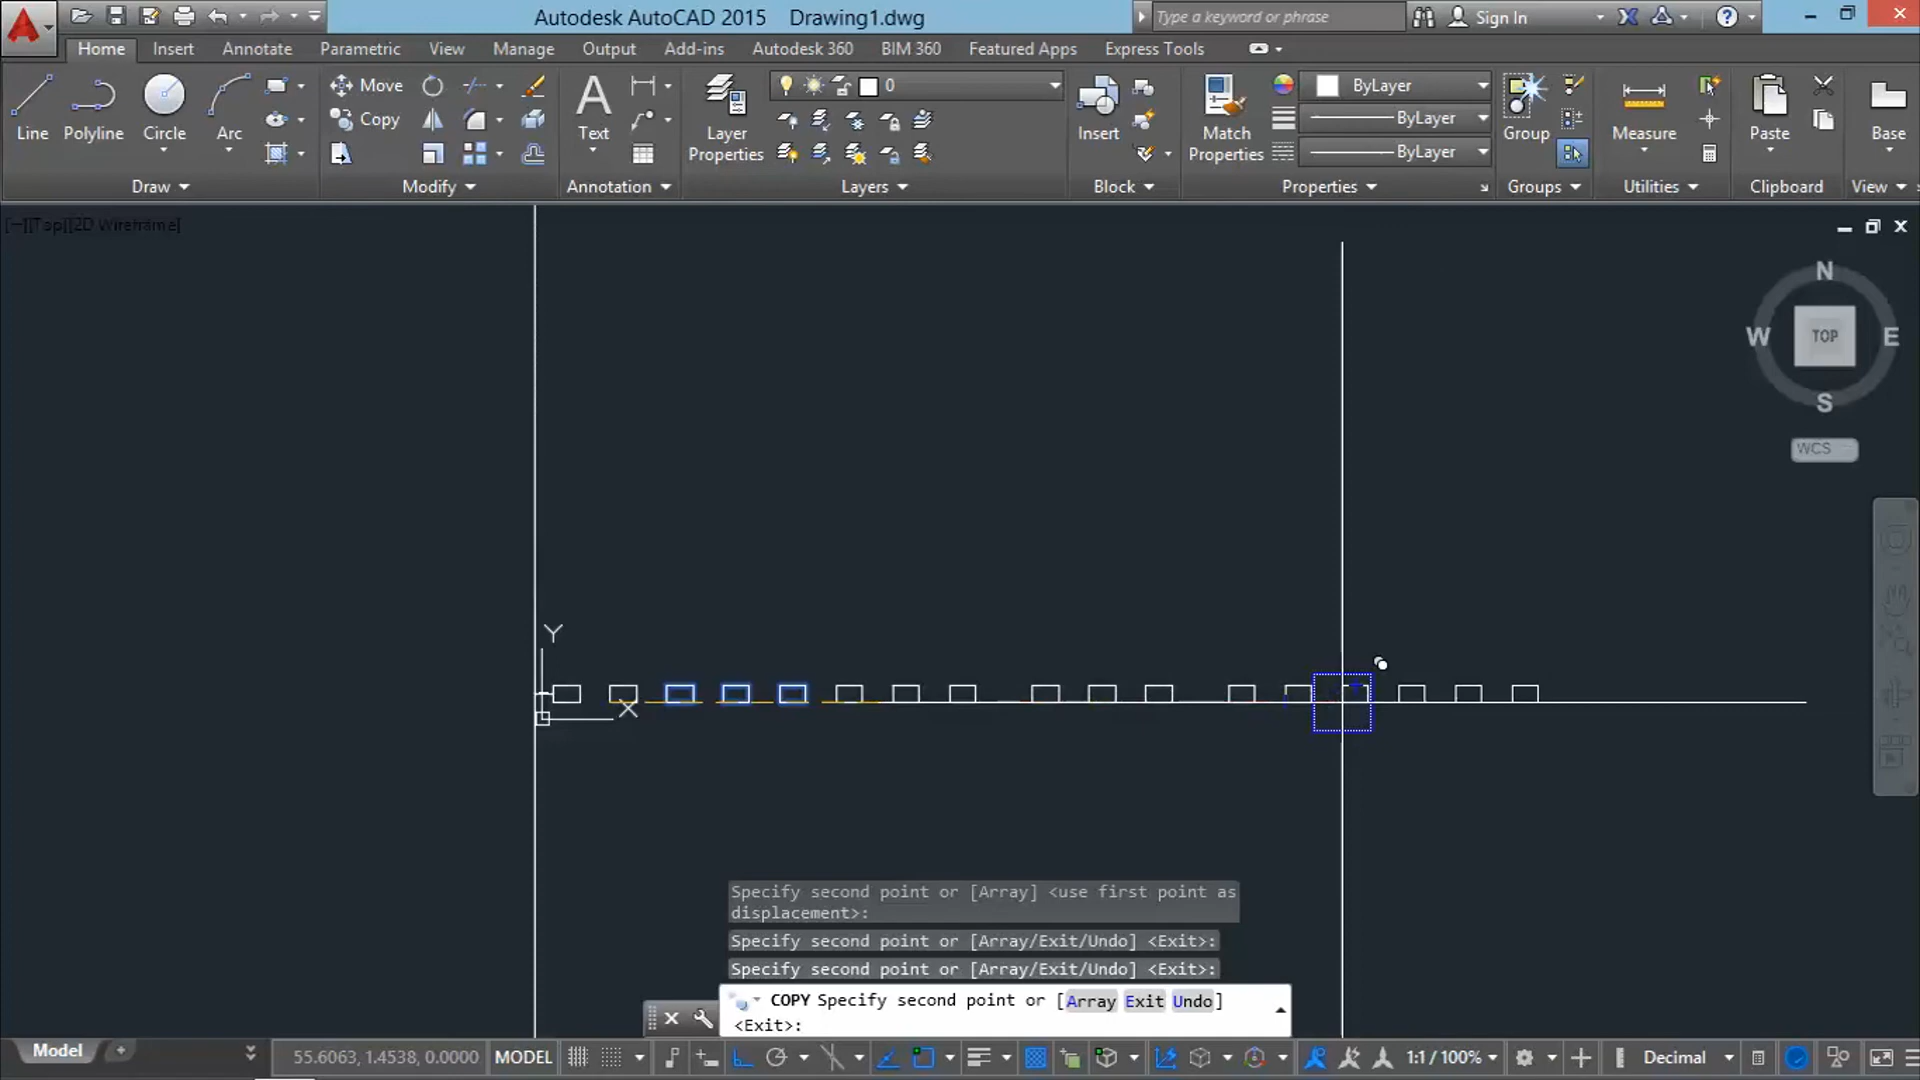 Autodesk AutoCAD 2015 Drawing1.dwg
Type a keyword or phrase
Sign In
Home Insert Annotate Parametric View Manage Output Add-ins Autodesk 360 BIM 360 Featured Apps Express Tools
Line
Polyline
Circle
Arc
Draw
Move
Copy
Modify
Text
Annotation
Layer
Properties
0
Layers
Insert
Block
Match
Properties
ByLayer
ByLayer
ByLayer
Properties
Group
Groups
Measure
Utilities
Paste
Clipboard
Base
View
[−][Top][2D Wireframe]
N
W TOP E
S
WCS
Y
X
Specify second point or [Array] <use first point as
displacement>:
Specify second point or [Array/Exit/Undo] <Exit>:
Specify second point or [Array/Exit/Undo] <Exit>:
COPY Specify second point or [Array Exit Undo]
<Exit>:
Model
55.6063, 1.4538, 0.0000 MODEL 1:1 / 100% Decimal